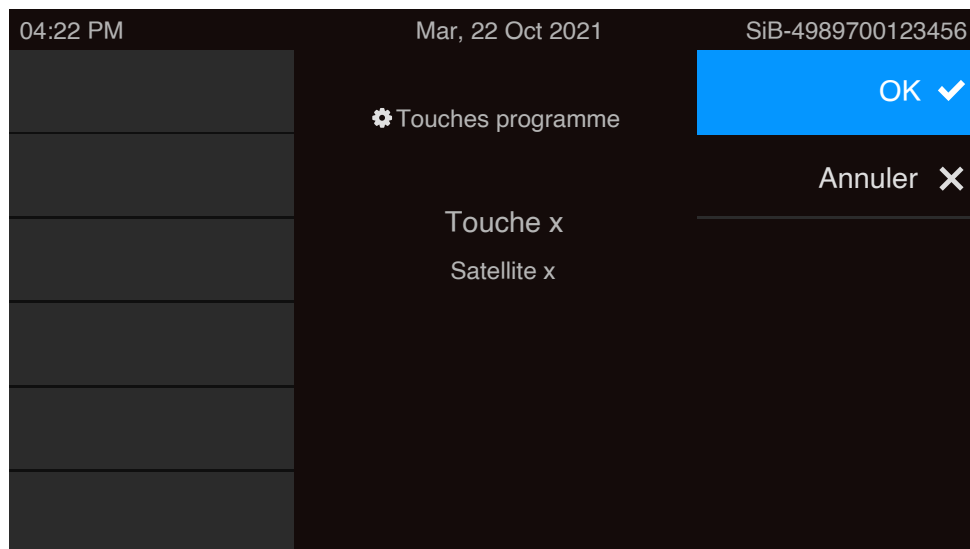 04:22 PM Mar, 22 Oct 2021 SiB-4989700123456
OK
Touches programme
Annuler
Touche x
Satellite x